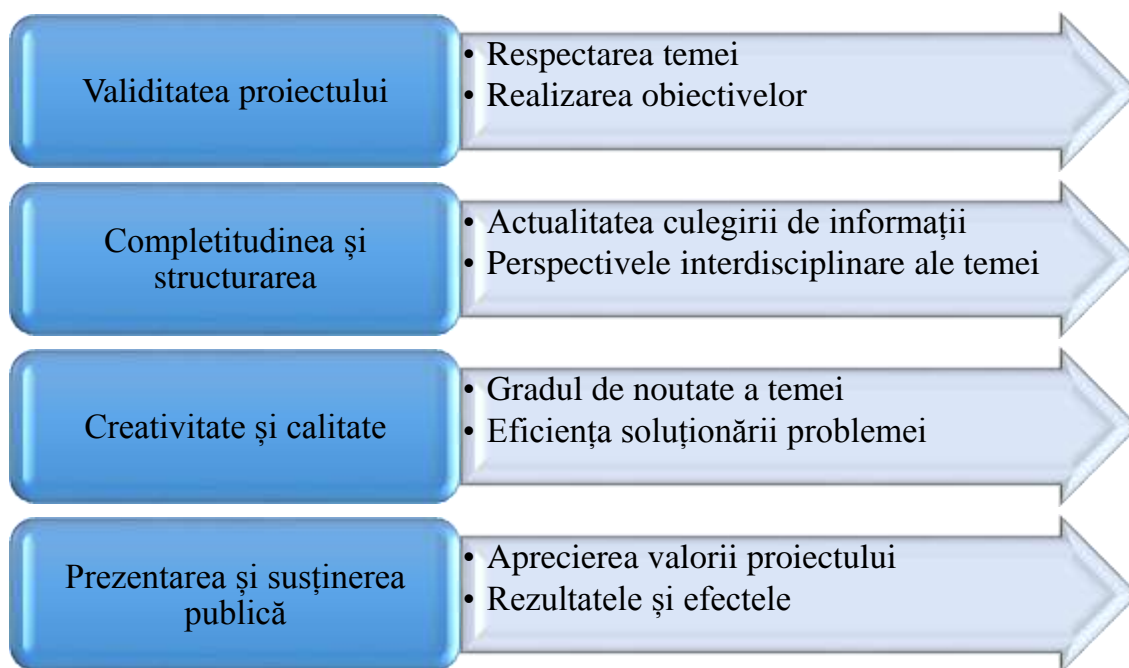 Validitatea proiectului
• Respectarea temei
• Realizarea obiectivelor
Completitudinea și
structurarea
• Actualitatea culegirii de informații
• Perspectivele interdisciplinare ale temei
Creativitate și calitate
• Gradul de noutate a temei
• Eficiența soluționării problemei
Prezentarea și susținerea
publică
• Aprecierea valorii proiectului
• Rezultatele și efectele